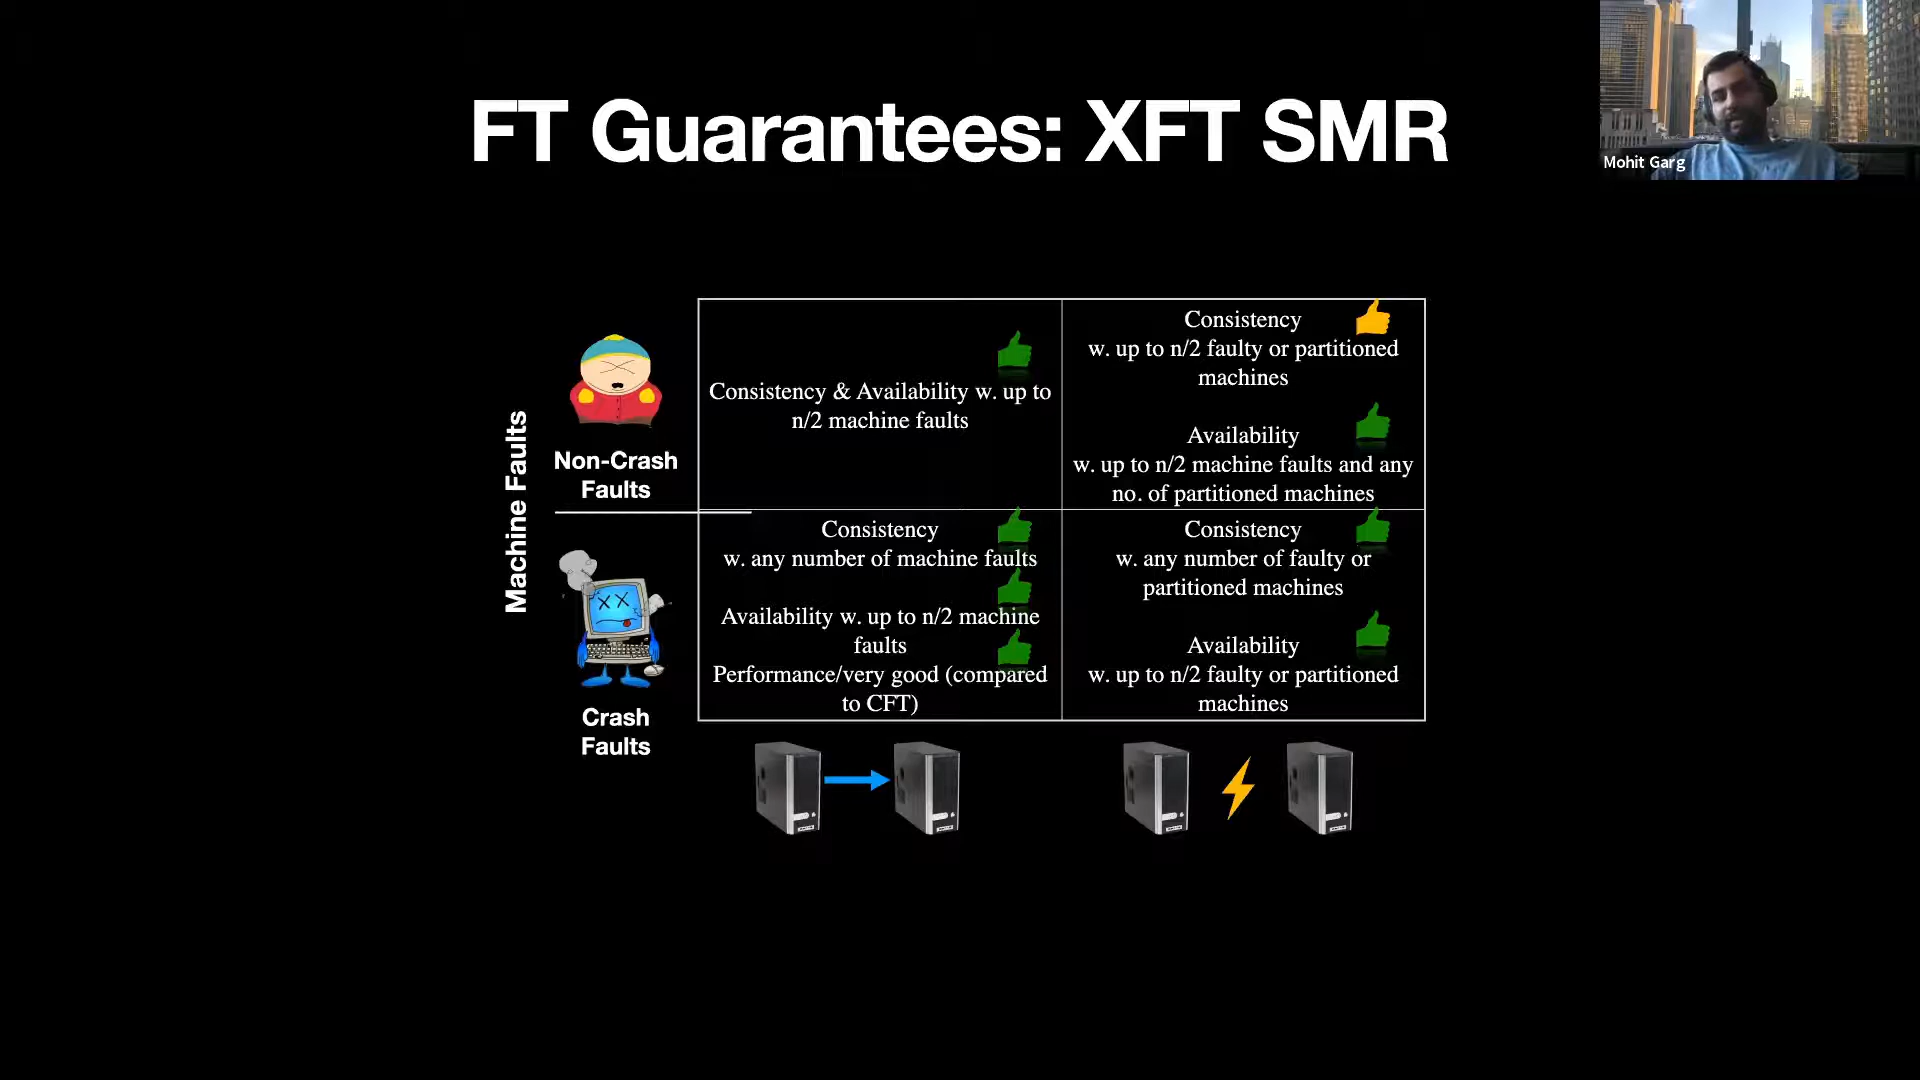 FT Guarantees: XFT SMR
Mohit Garg
Machine Faults
Non-Crash
Faults
Consistency & Availability w. up to
n/2 machine faults
Consistency
w. up to n/2 faulty or partitioned
machines
Availability
w. up to n/2 machine faults and any
no. of partitioned machines
Crash
Faults
Consistency
w. any number of machine faults
Availability w. up to n/2 machine
faults
Performance/very good (compared
to CFT)
Consistency
w. any number of faulty or
partitioned machines
Availability
w. up to n/2 faulty or partitioned
machines